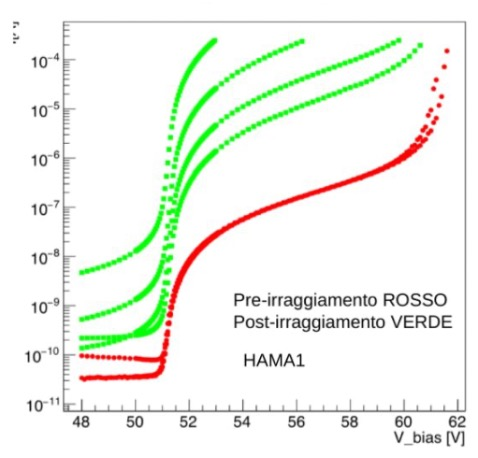 10⁻⁴
10⁻⁵
10⁻⁶
10⁻⁷
10⁻⁸
10⁻⁹
10⁻¹⁰
10⁻¹¹
Pre-irraggiamento ROSSO
Post-irraggiamento VERDE
HAMA1
48 50 52 54 56 58 60 62
V_bias [V]